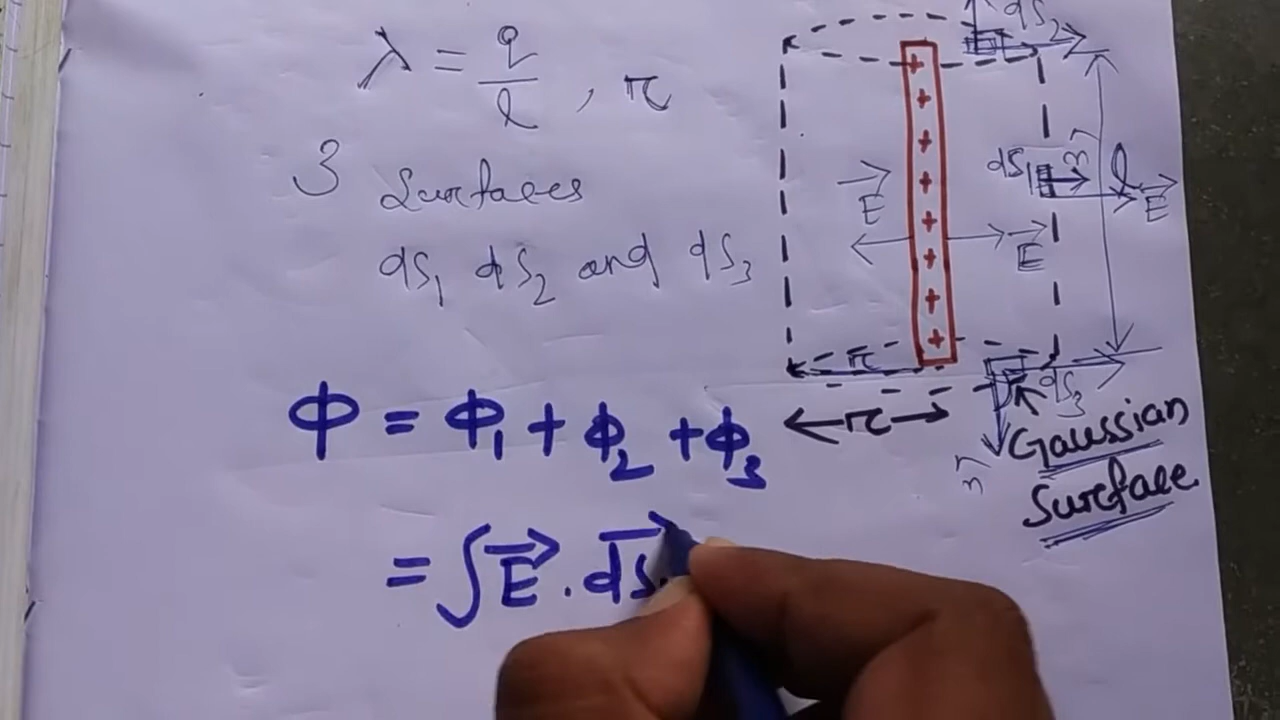 λ = q/l , r
3 Surfaces
ds₁ ds₂ and ds₃
ϕ = ϕ₁ + ϕ₂ + ϕ₃
= ∫E⃗ . ds⃗
ds₂
+
+
+
+
+
+
+
+
E⃗
E⃗
ds₁
l
E⃗
r
r
ds₃
Gaussian
Surface